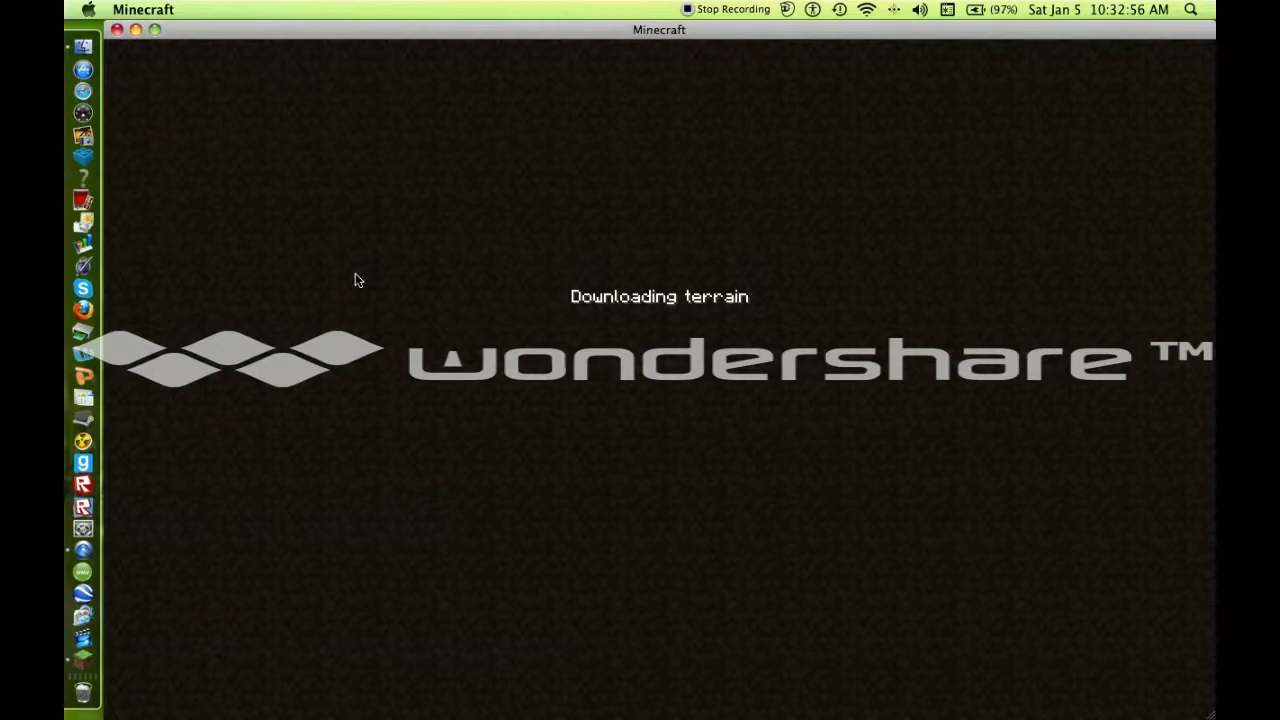 Minecraft
Stop Recording
(97%)
Sat Jan 5
10:32:56 AM
Minecraft
Downloading terrain
wondershare™